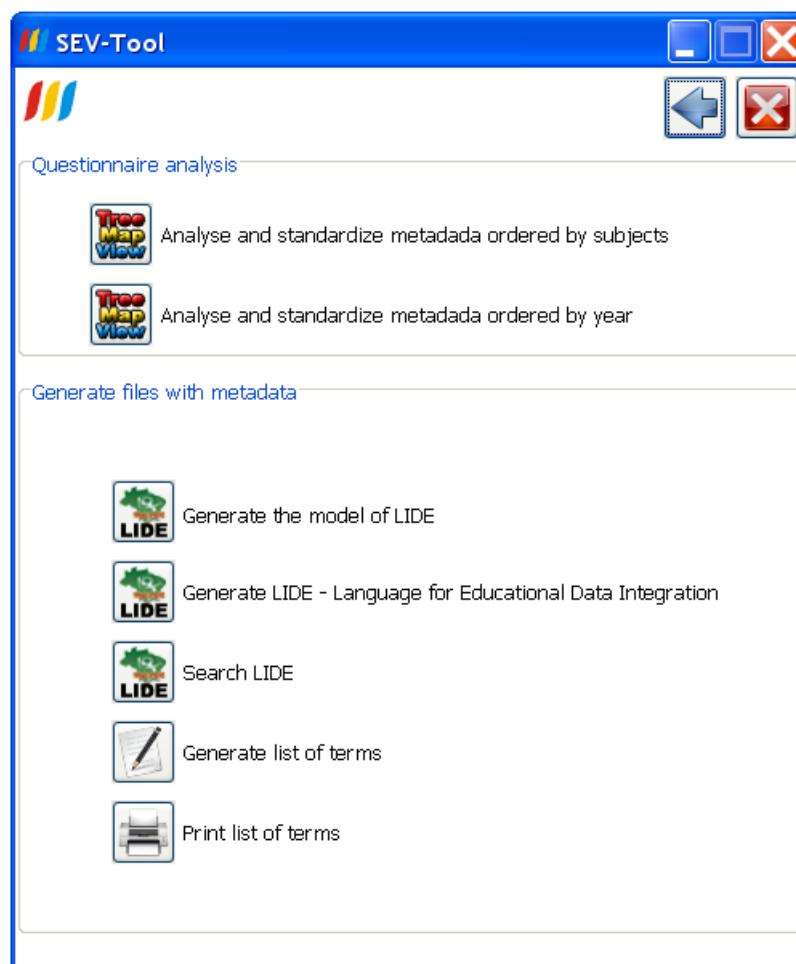 SEV-Tool
Questionnaire analysis
Tree
Map
View
Analyse and standardize metadada ordered by subjects
Tree
Map
View
Analyse and standardize metadada ordered by year
Generate files with metadata
LIDE
Generate the model of LIDE
LIDE
Generate LIDE - Language for Educational Data Integration
LIDE
Search LIDE
Generate list of terms
Print list of terms